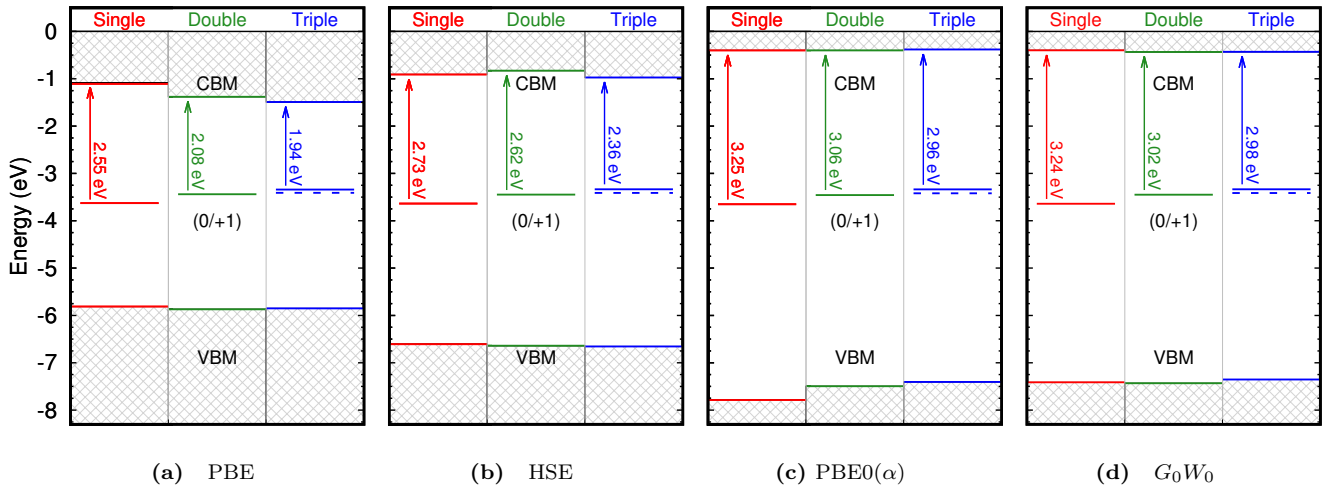 Single Double Triple
Single Double Triple
Single Double Triple
Single Double Triple
Energy (eV)
0
-1
-2
-3
-4
-5
-6
-7
-8
CBM
2.55 eV
2.08 eV
1.94 eV
(0/+1)
VBM
CBM
2.73 eV
2.62 eV
2.36 eV
(0/+1)
VBM
CBM
3.25 eV
3.06 eV
2.96 eV
(0/+1)
VBM
CBM
3.24 eV
3.02 eV
2.98 eV
(0/+1)
VBM
(a) PBE
(b) HSE
(c) PBE0(α)
(d) G₀W₀